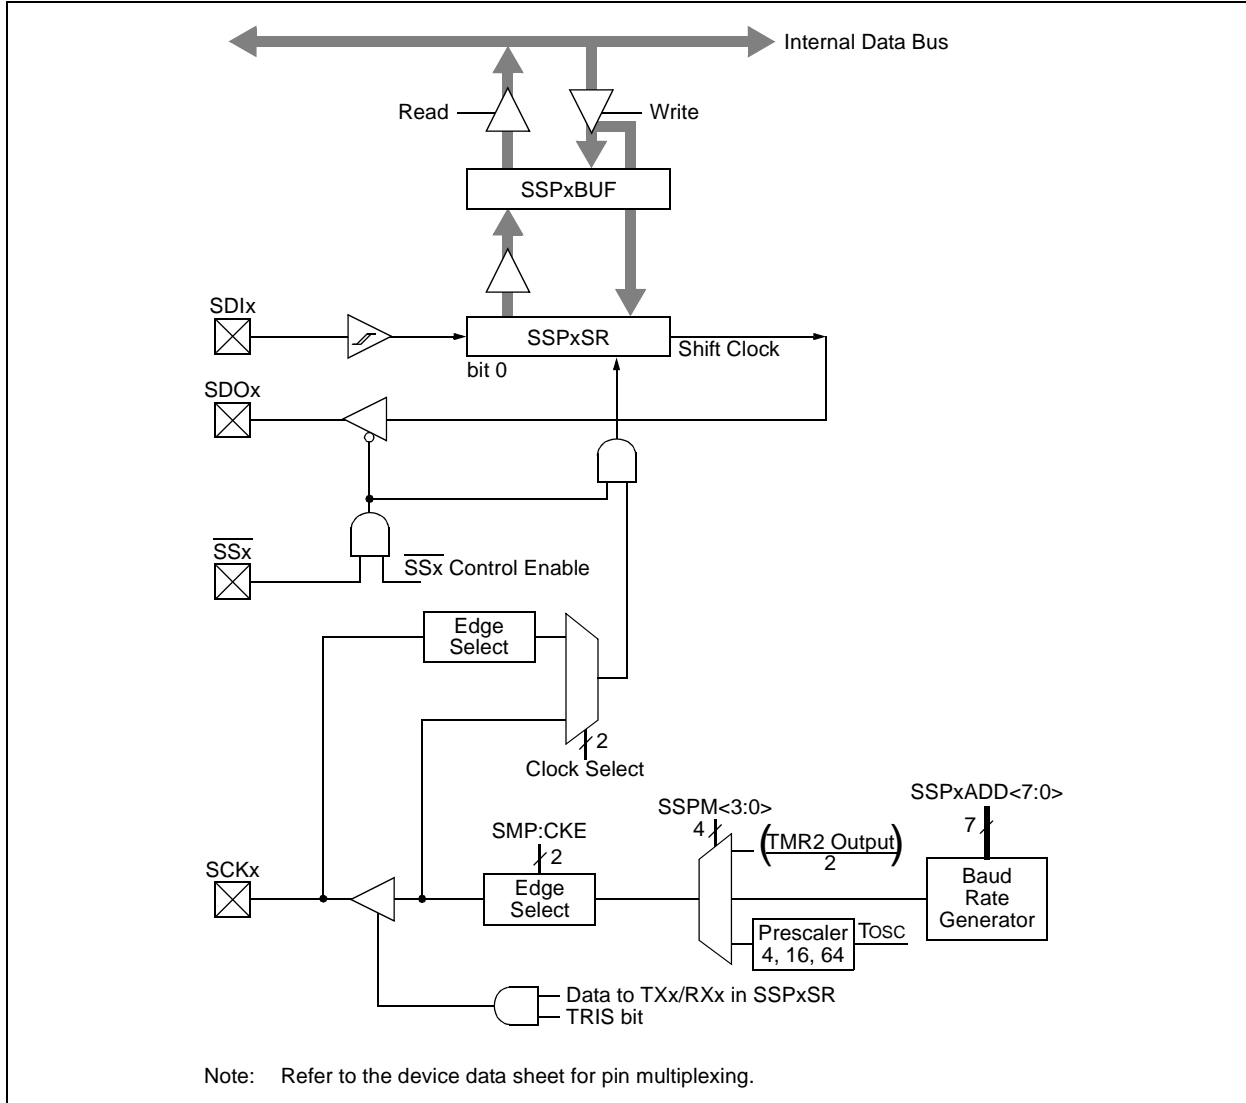 Internal Data Bus
Read
Write
SSPxBUF
SDIx
SSPxSR
Shift Clock
bit 0
SDOx
SSx
SSx Control Enable
Edge
Select
2
Clock Select
SSPxADD<7:0>
SSPM<3:0>
4
7
(TMR2 Output)
2
SMP:CKE
2
SCKx
Edge
Select
Baud
Rate
Generator
Prescaler
4, 16, 64
TOSC
Data to TXx/RXx in SSPxSR
TRIS bit
Note: Refer to the device data sheet for pin multiplexing.